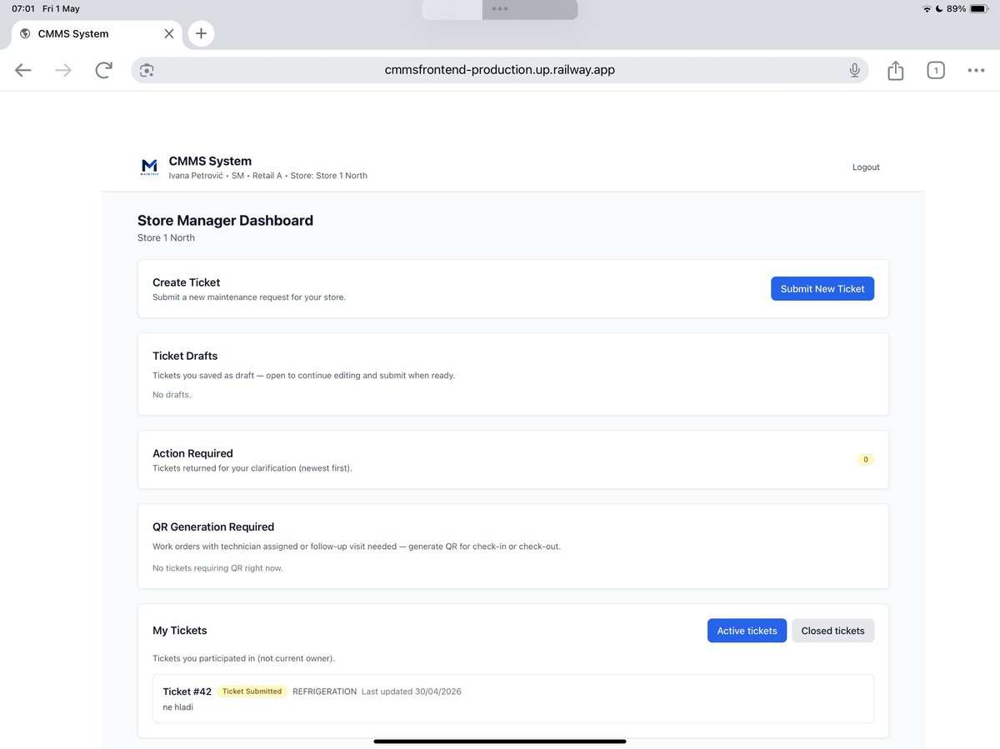 07:01 Fri 1 May
89%
CMMS System
cmmsfrontend-production.up.railway.app
1
CMMS System
MAINTRIX
Ivana Petrović • SM • Retail A • Store: Store 1 North
Logout
Store Manager Dashboard
Store 1 North
Create Ticket
Submit a new maintenance request for your store.
Submit New Ticket
Ticket Drafts
Tickets you saved as draft — open to continue editing and submit when ready.
No drafts.
Action Required
Tickets returned for your clarification (newest first).
0
QR Generation Required
Work orders with technician assigned or follow-up visit needed — generate QR for check-in or check-out.
No tickets requiring QR right now.
My Tickets
Active tickets
Closed tickets
Tickets you participated in (not current owner).
Ticket #42 Ticket Submitted REFRIGERATION Last updated 30/04/2026
ne hladi